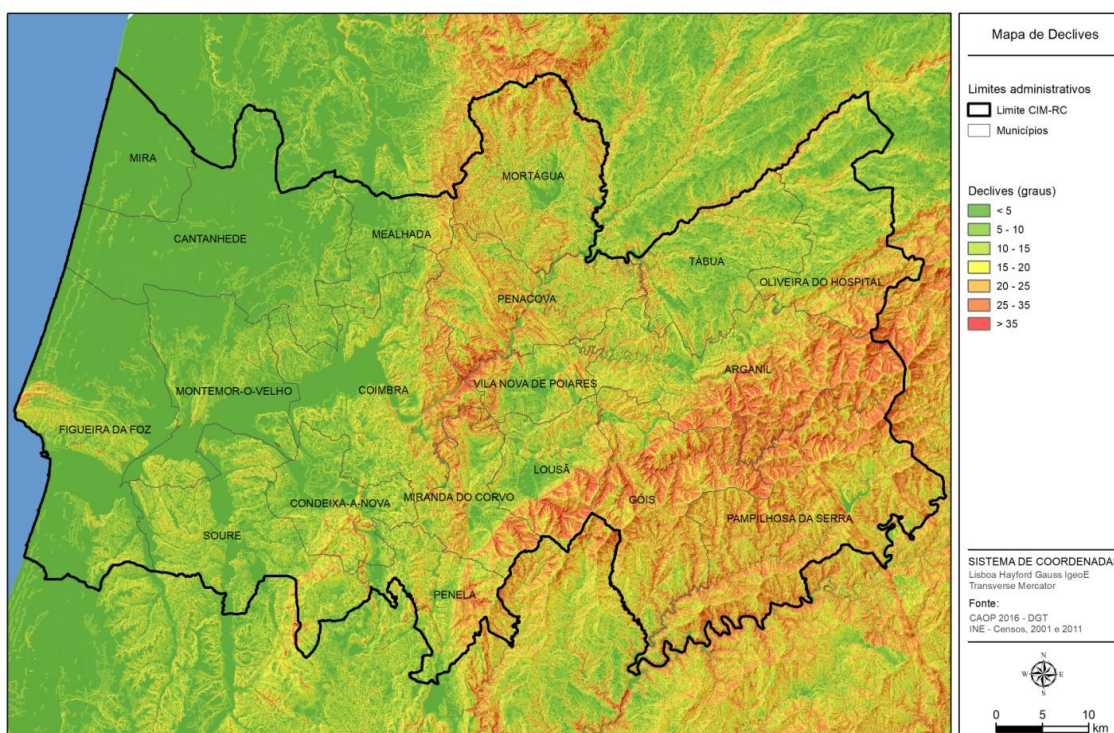 MIRA
CANTANHEDE
MEALHADA
MORTÁGUA
TÁBUA
OLIVEIRA DO HOSPITAL
PENACOVA
MONTEMOR-O-VELHO
COIMBRA
VILA NOVA DE POIARES
ARGANIL
FIGUEIRA DA FOZ
LOUSÃ
CONDEIXA-A-NOVA
MIRANDA DO CORVO
GÓIS
PAMPILHOSA DA SERRA
SOURE
PENELA
Mapa de Declives
Limites administrativos
Limite CIM-RC
Municípios
Declives (graus)
< 5
5 - 10
10 - 15
15 - 20
20 - 25
25 - 35
> 35
SISTEMA DE COORDENADAS
Lisboa Hayford Gauss IgeoE
Transverse Mercator
Fonte:
CAOP 2016 - DGT
INE - Censos, 2001 e 2011
N
W E
S
0 5 10
km